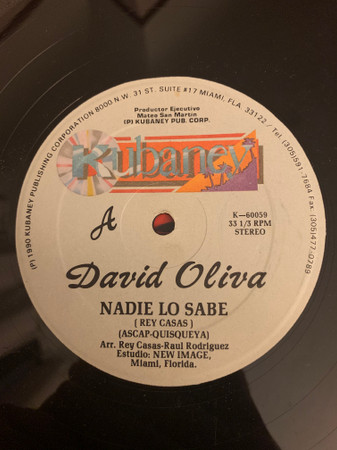 (P) 1990 KUBANEY PUBLISHING CORPORATION 8000 N.W. 31 ST. SUITE #17 MIAMI, FLA. 33122 / Tel. (305)591-7684 Fax (305)477-0789
Productor Ejecutivo
Mateo San Martin
(P) KUBANEY PUB. CORP.
Kubaney
A
K-60059
33 1/3 RPM
STEREO
David Oliva
NADIE LO SABE
( REY CASAS )
(ASCAP-QUISQUEYA)
Arr. Rey Casas-Raul Rodriguez
Estudio: NEW IMAGE,
Miami, Florida.